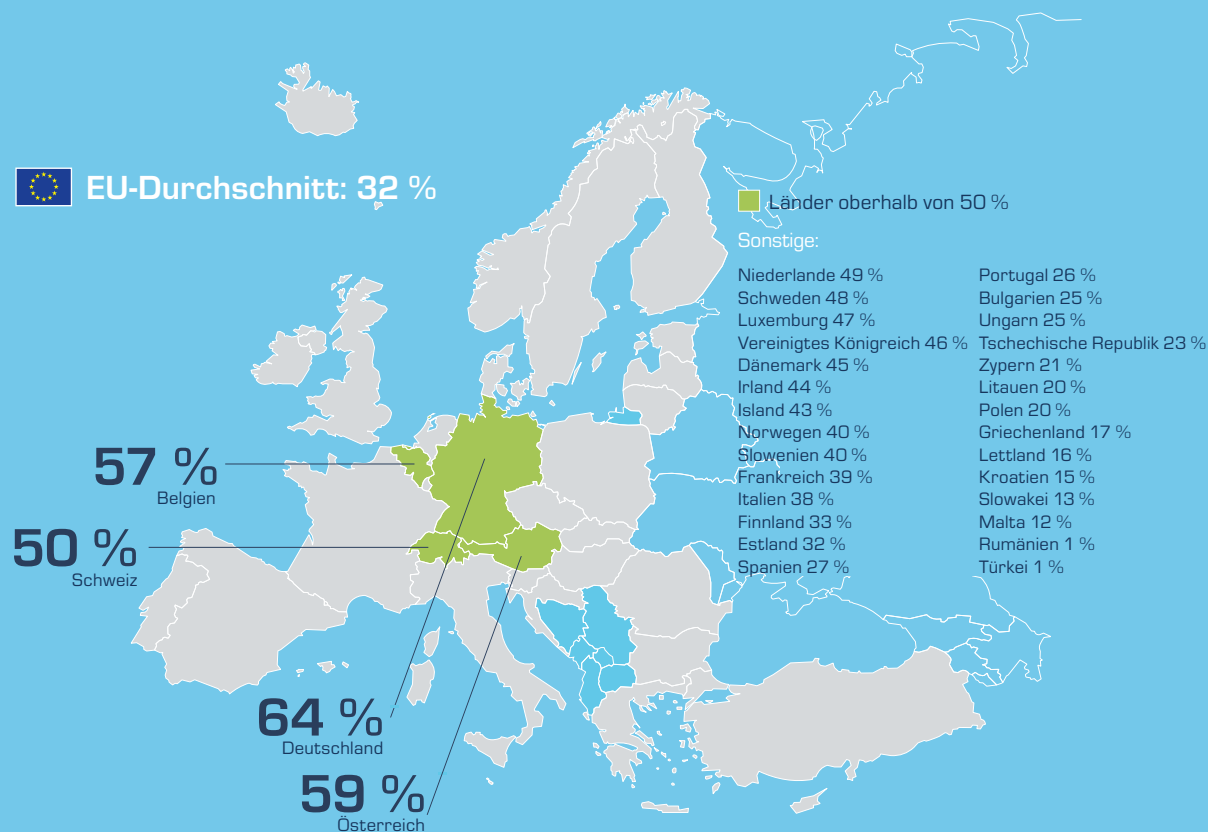 EU-Durchschnitt: 32 %
Länder oberhalb von 50 %
Sonstige:
Niederlande 49 %
Schweden 48 %
Luxemburg 47 %
Vereinigtes Königreich 46 %
Dänemark 45 %
Irland 44 %
Island 43 %
Norwegen 40 %
Slowenien 40 %
Frankreich 39 %
Italien 38 %
Finnland 33 %
Estland 32 %
Spanien 27 %
Portugal 26 %
Bulgarien 25 %
Ungarn 25 %
Tschechische Republik 23 %
Zypern 21 %
Litauen 20 %
Polen 20 %
Griechenland 17 %
Lettland 16 %
Kroatien 15 %
Slowakei 13 %
Malta 12 %
Rumänien 1 %
Türkei 1 %
57 %
Belgien
50 %
Schweiz
64 %
Deutschland
59 %
Österreich